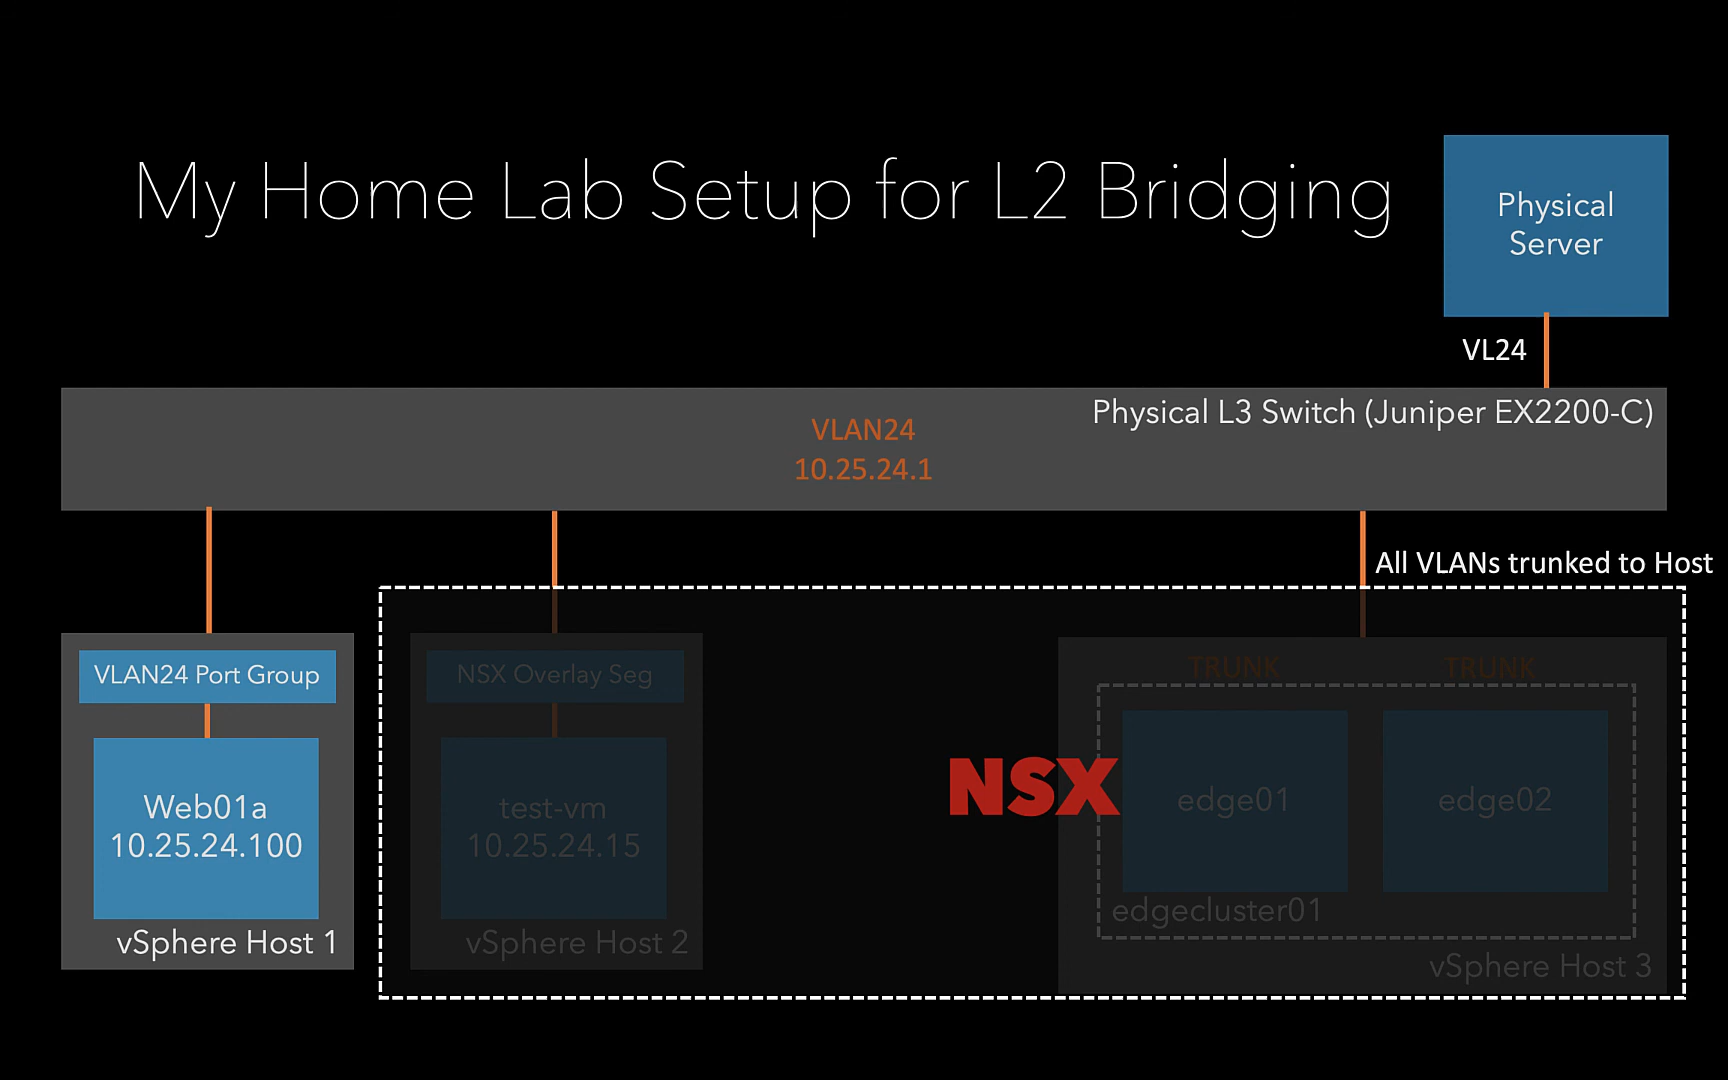 My Home Lab Setup for L2 Bridging
Physical
Server
VL24
Physical L3 Switch (Juniper EX2200-C)
VLAN24
10.25.24.1
All VLANs trunked to Host
VLAN24 Port Group
Web01a
10.25.24.100
vSphere Host 1
NSX Overlay Seg
test-vm
10.25.24.15
vSphere Host 2
NSX
TRUNK
TRUNK
edge01
edge02
edgecluster01
vSphere Host 3